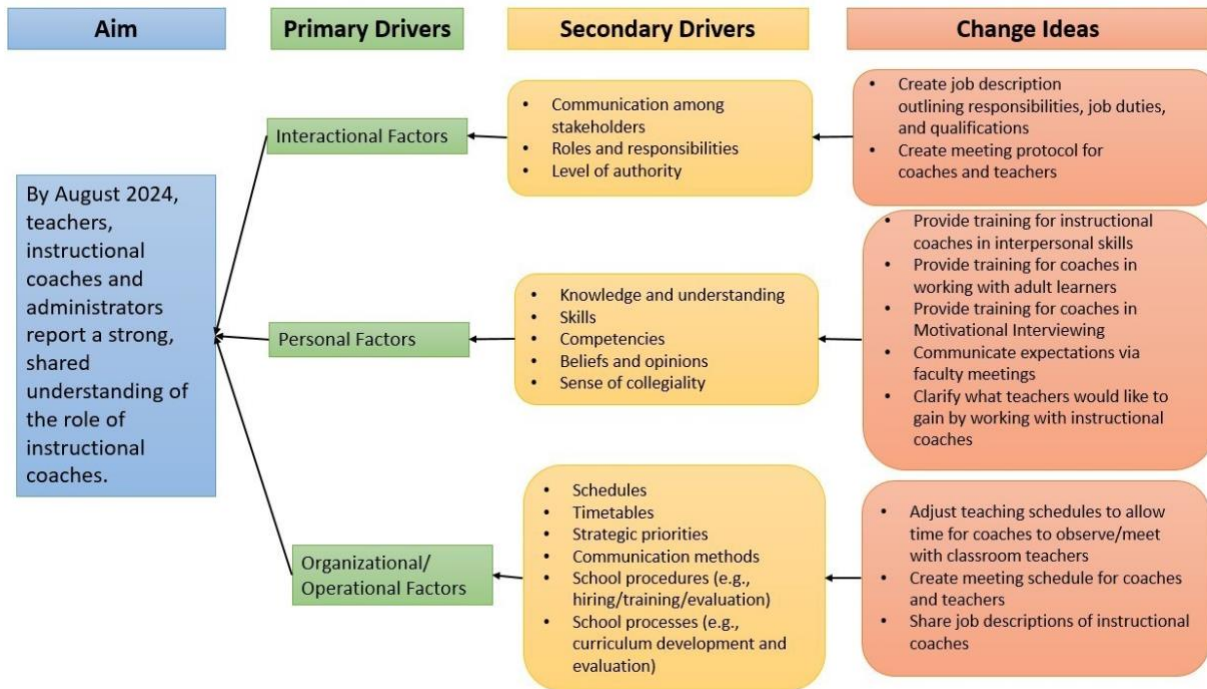 Aim
Primary Drivers
Secondary Drivers
Change Ideas
By August 2024,
teachers,
instructional
coaches and
administrators
report a strong,
shared
understanding of
the role of
instructional
coaches.
Interactional Factors
• Communication among
stakeholders
• Roles and responsibilities
• Level of authority
• Create job description
outlining responsibilities, job duties,
and qualifications
• Create meeting protocol for
coaches and teachers
Personal Factors
• Knowledge and understanding
• Skills
• Competencies
• Beliefs and opinions
• Sense of collegiality
• Provide training for instructional
coaches in interpersonal skills
• Provide training for coaches in
working with adult learners
• Provide training for coaches in
Motivational Interviewing
• Communicate expectations via
faculty meetings
• Clarify what teachers would like to
gain by working with instructional
coaches
Organizational/
Operational Factors
• Schedules
• Timetables
• Strategic priorities
• Communication methods
• School procedures (e.g.,
hiring/training/evaluation)
• School processes (e.g.,
curriculum development and
evaluation)
• Adjust teaching schedules to allow
time for coaches to observe/meet
with classroom teachers
• Create meeting schedule for coaches
and teachers
• Share job descriptions of instructional
coaches